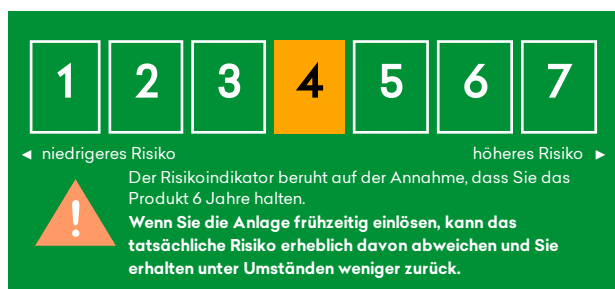 1 2 3 4 5 6 7
◄ niedrigeres Risiko höheres Risiko ►
Der Risikoindikator beruht auf der Annahme, dass Sie das
Produkt 6 Jahre halten.
!
Wenn Sie die Anlage frühzeitig einlösen, kann das
tatsächliche Risiko erheblich davon abweichen und Sie
erhalten unter Umständen weniger zurück.